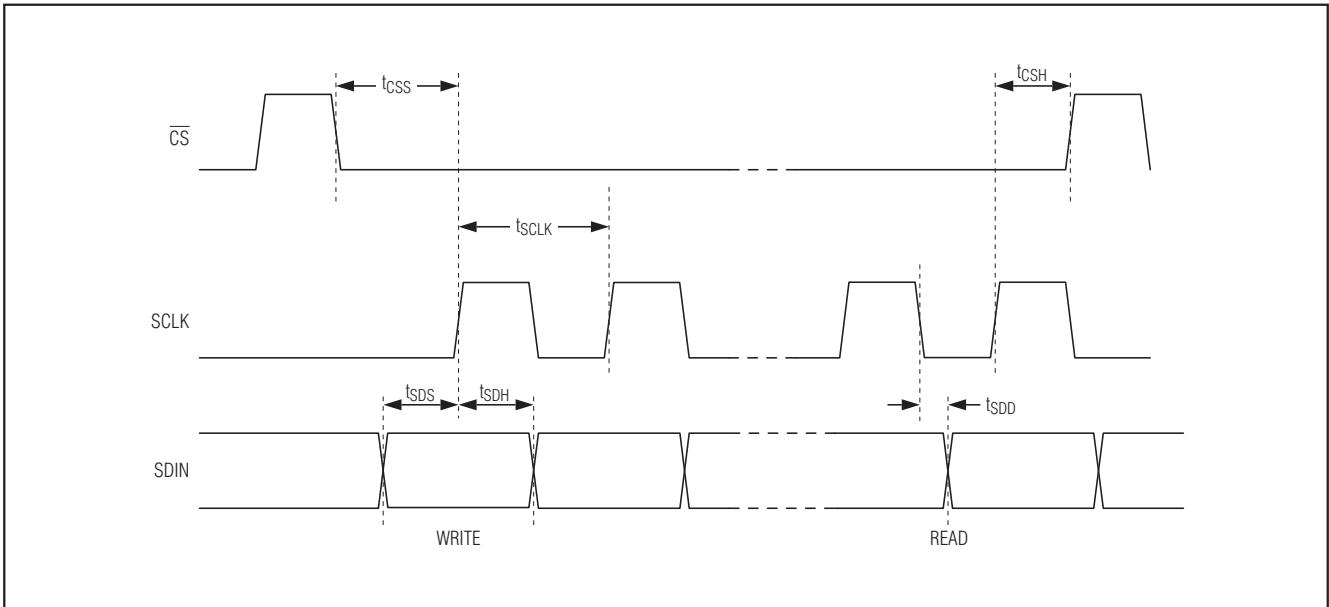 tCSS
tCSH
CS
tSCLK
SCLK
tSDS
tSDH
tSDD
SDIN
WRITE
READ